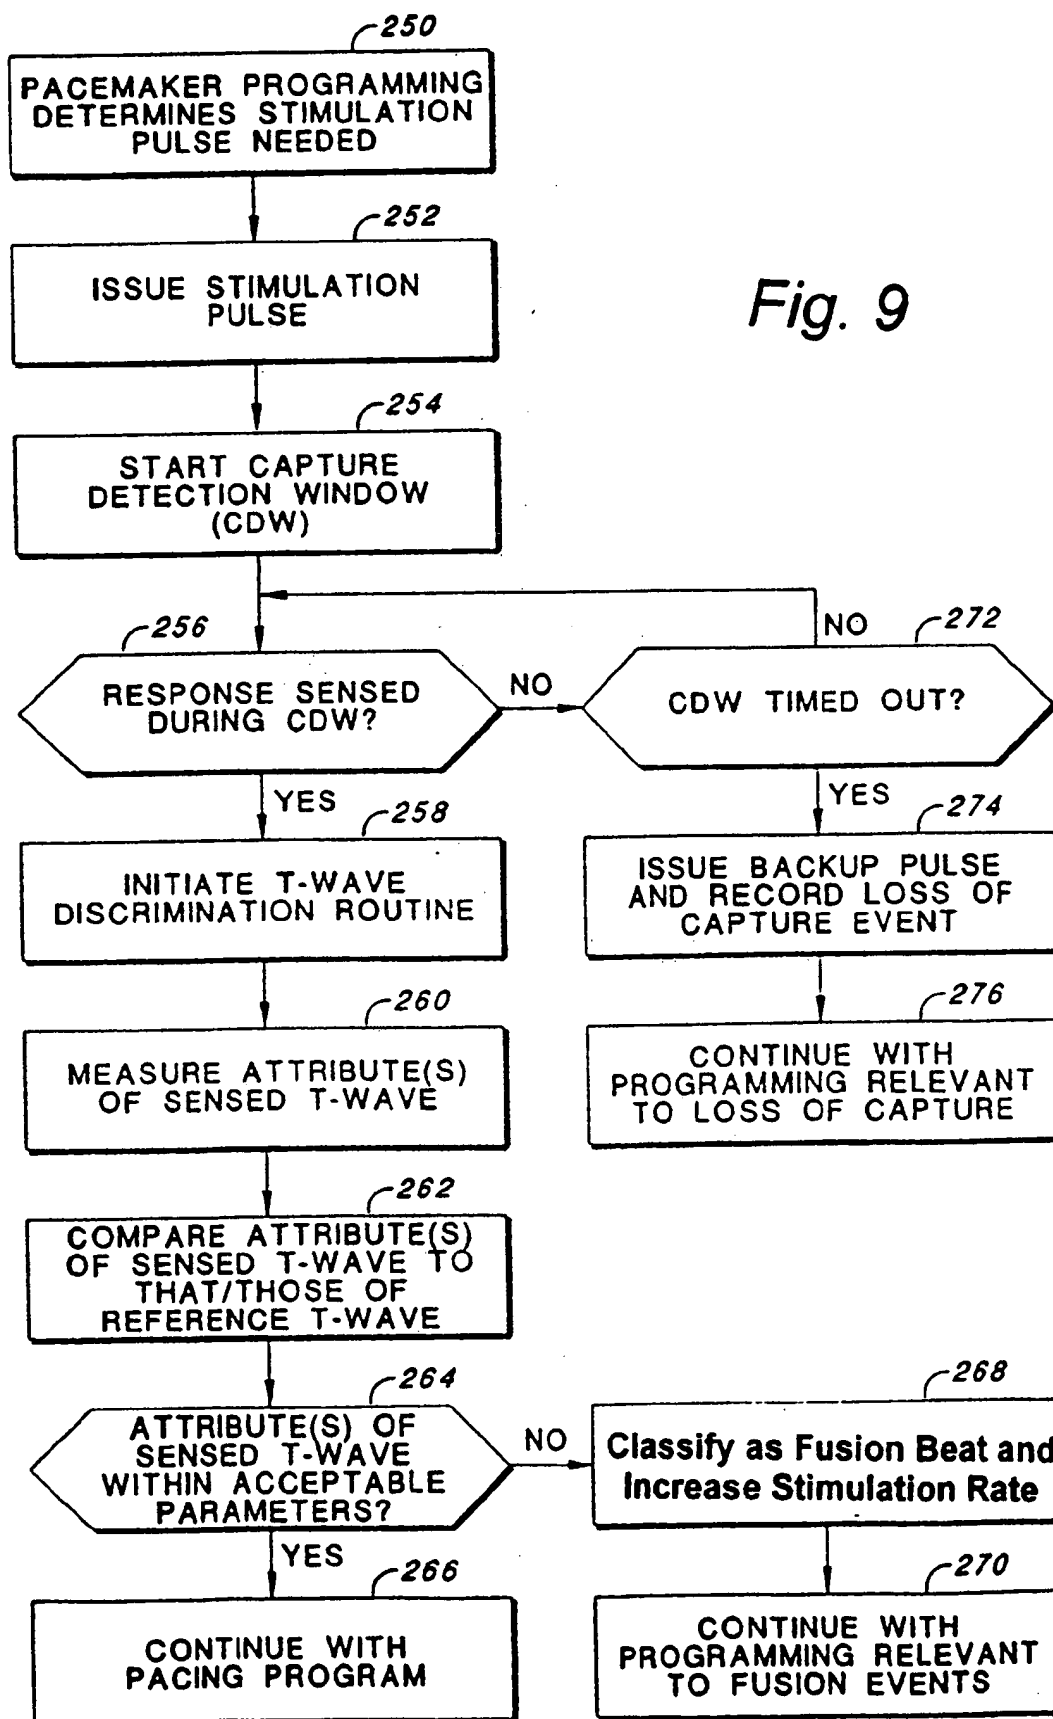 250
PACEMAKER PROGRAMMING
DETERMINES STIMULATION
PULSE NEEDED
252
ISSUE STIMULATION
PULSE
Fig. 9
254
START CAPTURE
DETECTION WINDOW
(CDW)
256
RESPONSE SENSED
DURING CDW?
NO
NO
272
CDW TIMED OUT?
YES
258
INITIATE T-WAVE
DISCRIMINATION ROUTINE
YES
274
ISSUE BACKUP PULSE
AND RECORD LOSS OF
CAPTURE EVENT
260
MEASURE ATTRIBUTE(S)
OF SENSED T-WAVE
276
CONTINUE WITH
PROGRAMMING RELEVANT
TO LOSS OF CAPTURE
262
COMPARE ATTRIBUTE(S)
OF SENSED T-WAVE TO
THAT/THOSE OF
REFERENCE T-WAVE
264
ATTRIBUTE(S) OF
SENSED T-WAVE
WITHIN ACCEPTABLE
PARAMETERS?
NO
268
Classify as Fusion Beat and
Increase Stimulation Rate
YES
266
CONTINUE WITH
PACING PROGRAM
270
CONTINUE WITH
PROGRAMMING RELEVANT
TO FUSION EVENTS